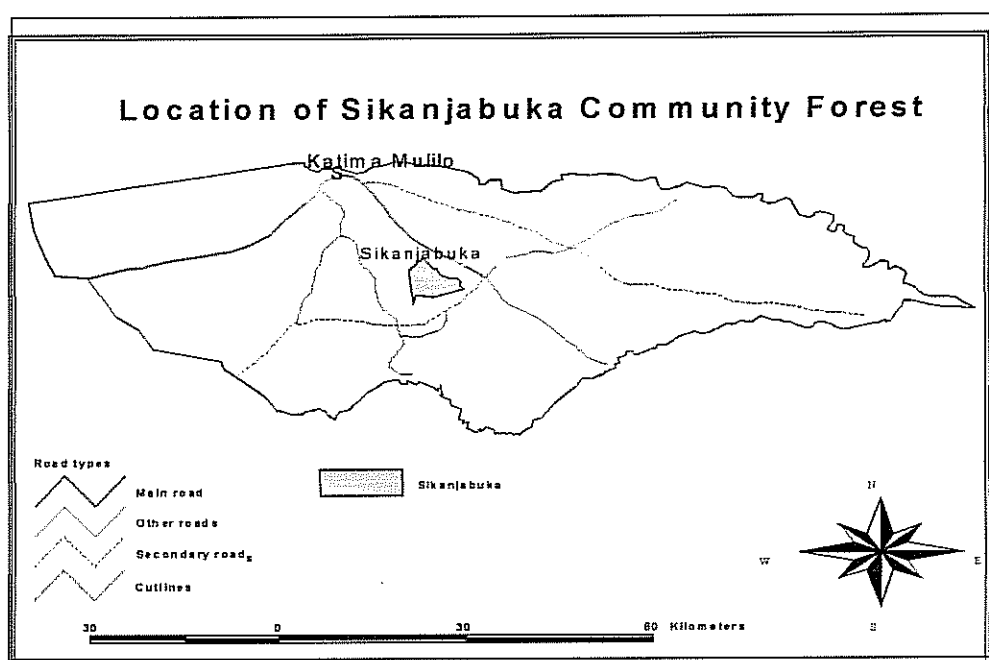 Location of Sikanjabuka Community Forest
Katima Mulilo
S
Sikanjabuka
Road types
Main road
Other roads
Secondary roads
Cutlines
Sikanjabuka
N
W
E
S
30 0 30 60 Kilometers